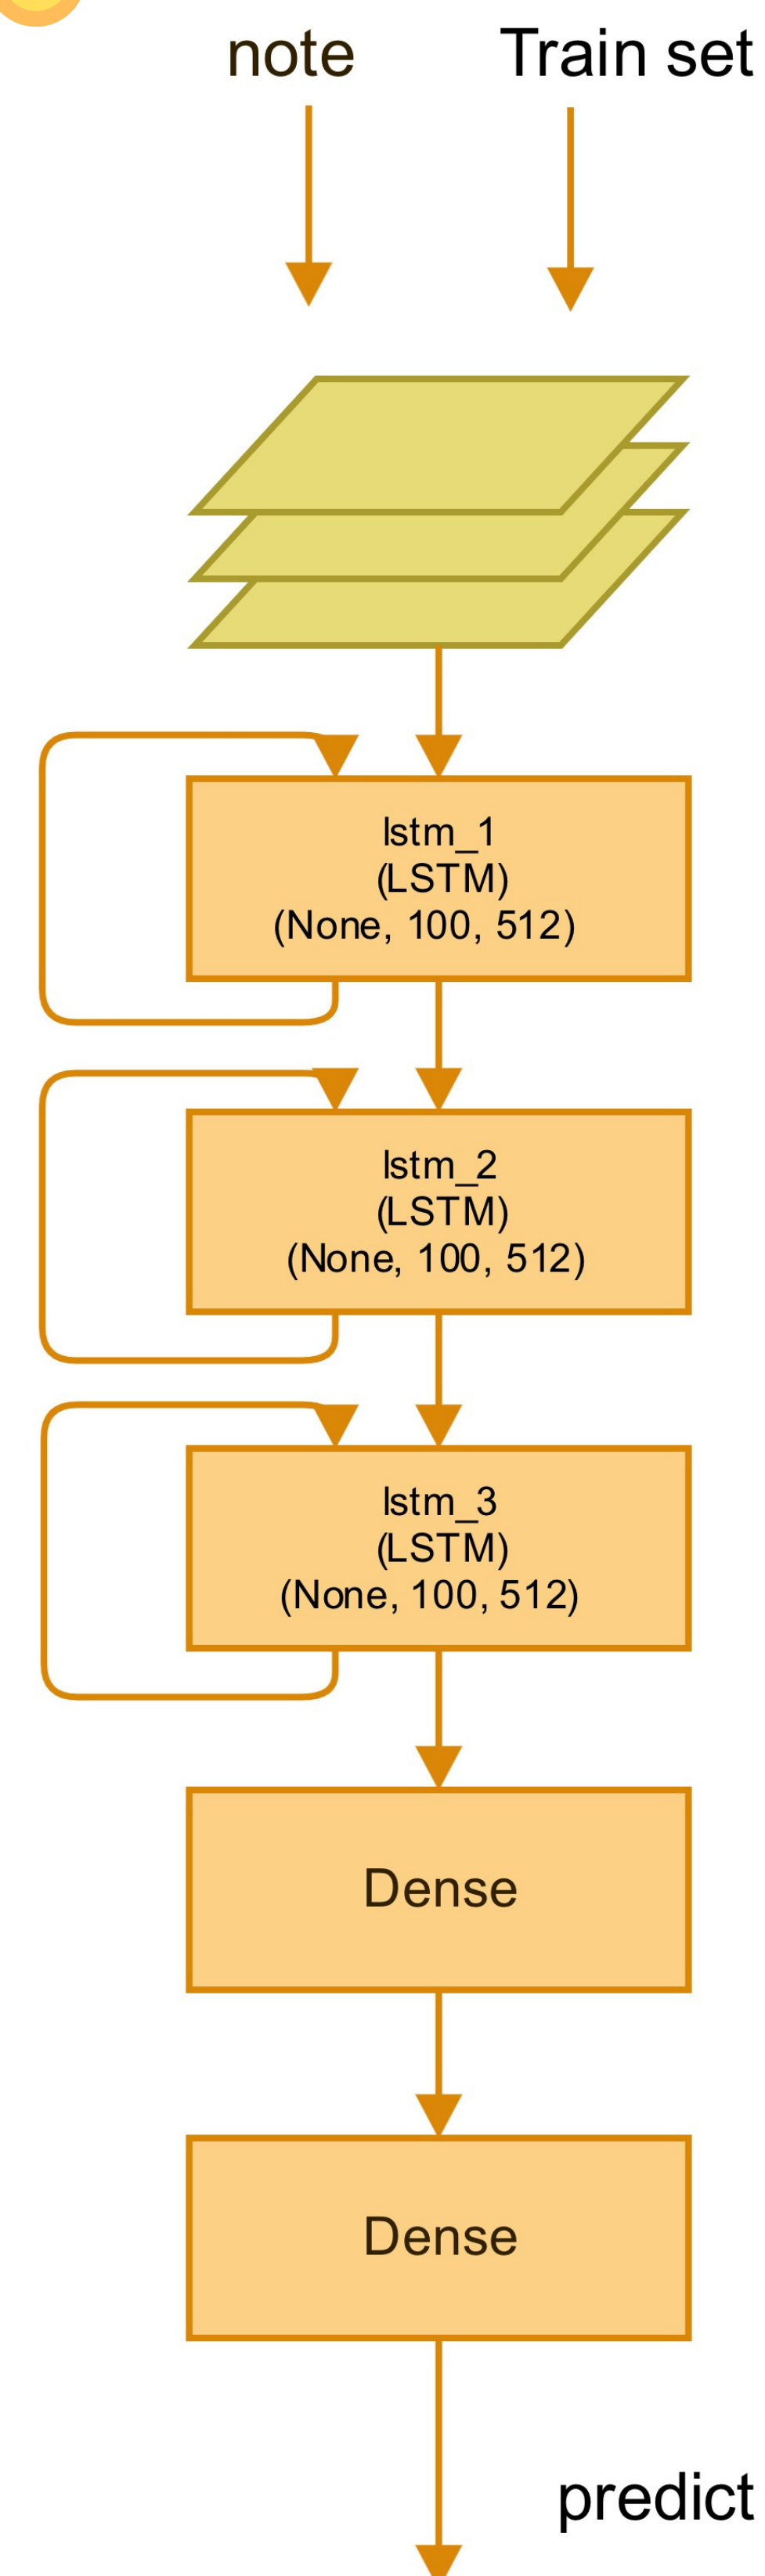 note
Train set
lstm_1
(LSTM)
(None, 100, 512)
lstm_2
(LSTM)
(None, 100, 512)
lstm_3
(LSTM)
(None, 100, 512)
Dense
Dense
predict